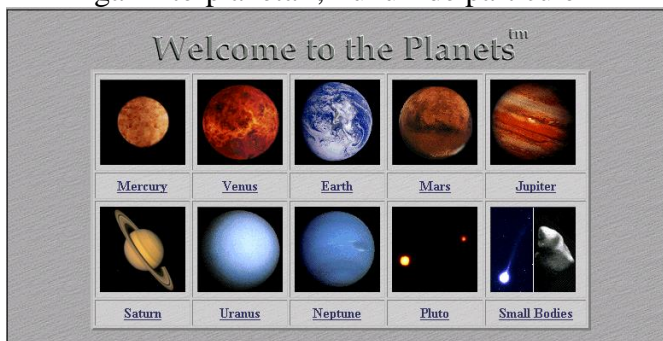 Welcome to the Planets™
Mercury Venus Earth Mars Jupiter
Saturn Uranus Neptune Pluto Small Bodies